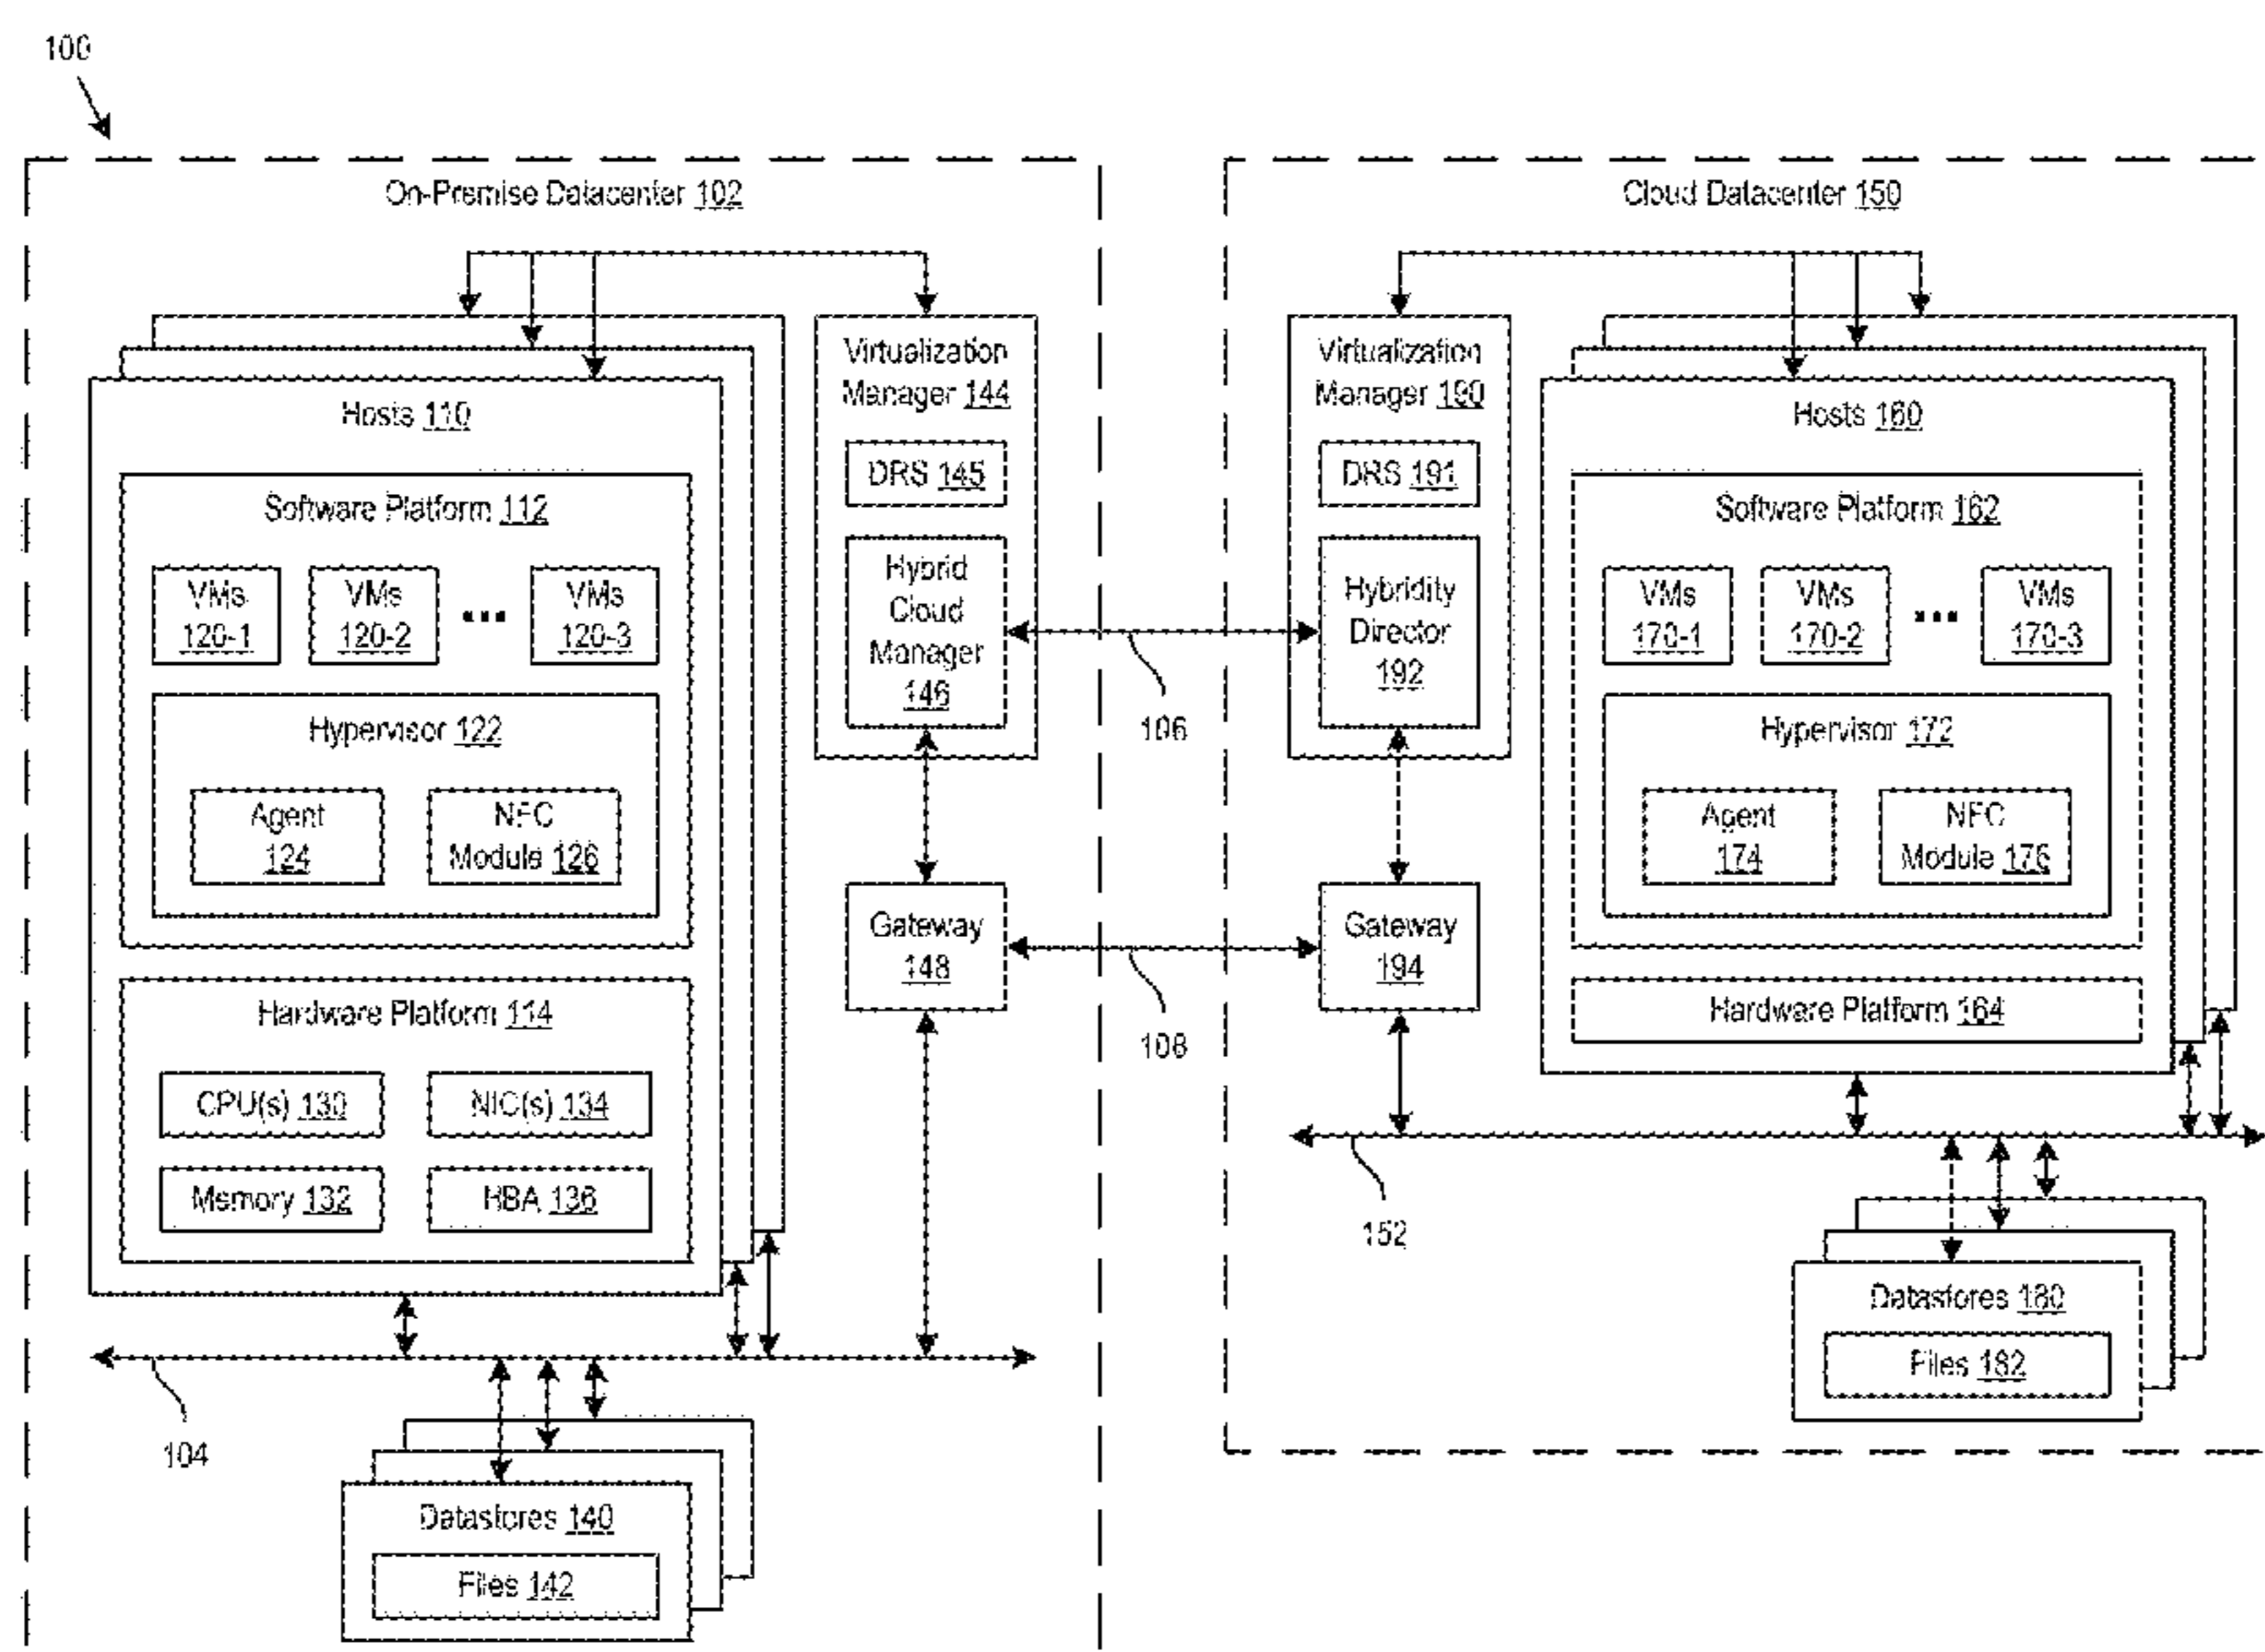 100
On-Premise Datacenter 102
Hosts 110
Software Platform 112
VMs
120-1
VMs
120-2
...
VMs
120-3
Hypervisor 122
Agent
124
NFC
Module 126
Hardware Platform 114
CPU(s) 130
NIC(s) 134
Memory 132
HBA 136
Virtualization
Manager 144
DRS 145
Hybrid
Cloud
Manager
146
Gateway
148
104
Datastores 140
Files 142
106
108
Cloud Datacenter 150
Virtualization
Manager 190
DRS 191
Hybridity
Director
192
Gateway
194
Hosts 160
Software Platform 162
VMs
170-1
VMs
170-2
...
VMs
170-3
Hypervisor 172
Agent
174
NFC
Module 176
Hardware Platform 164
152
Datastores 180
Files 182